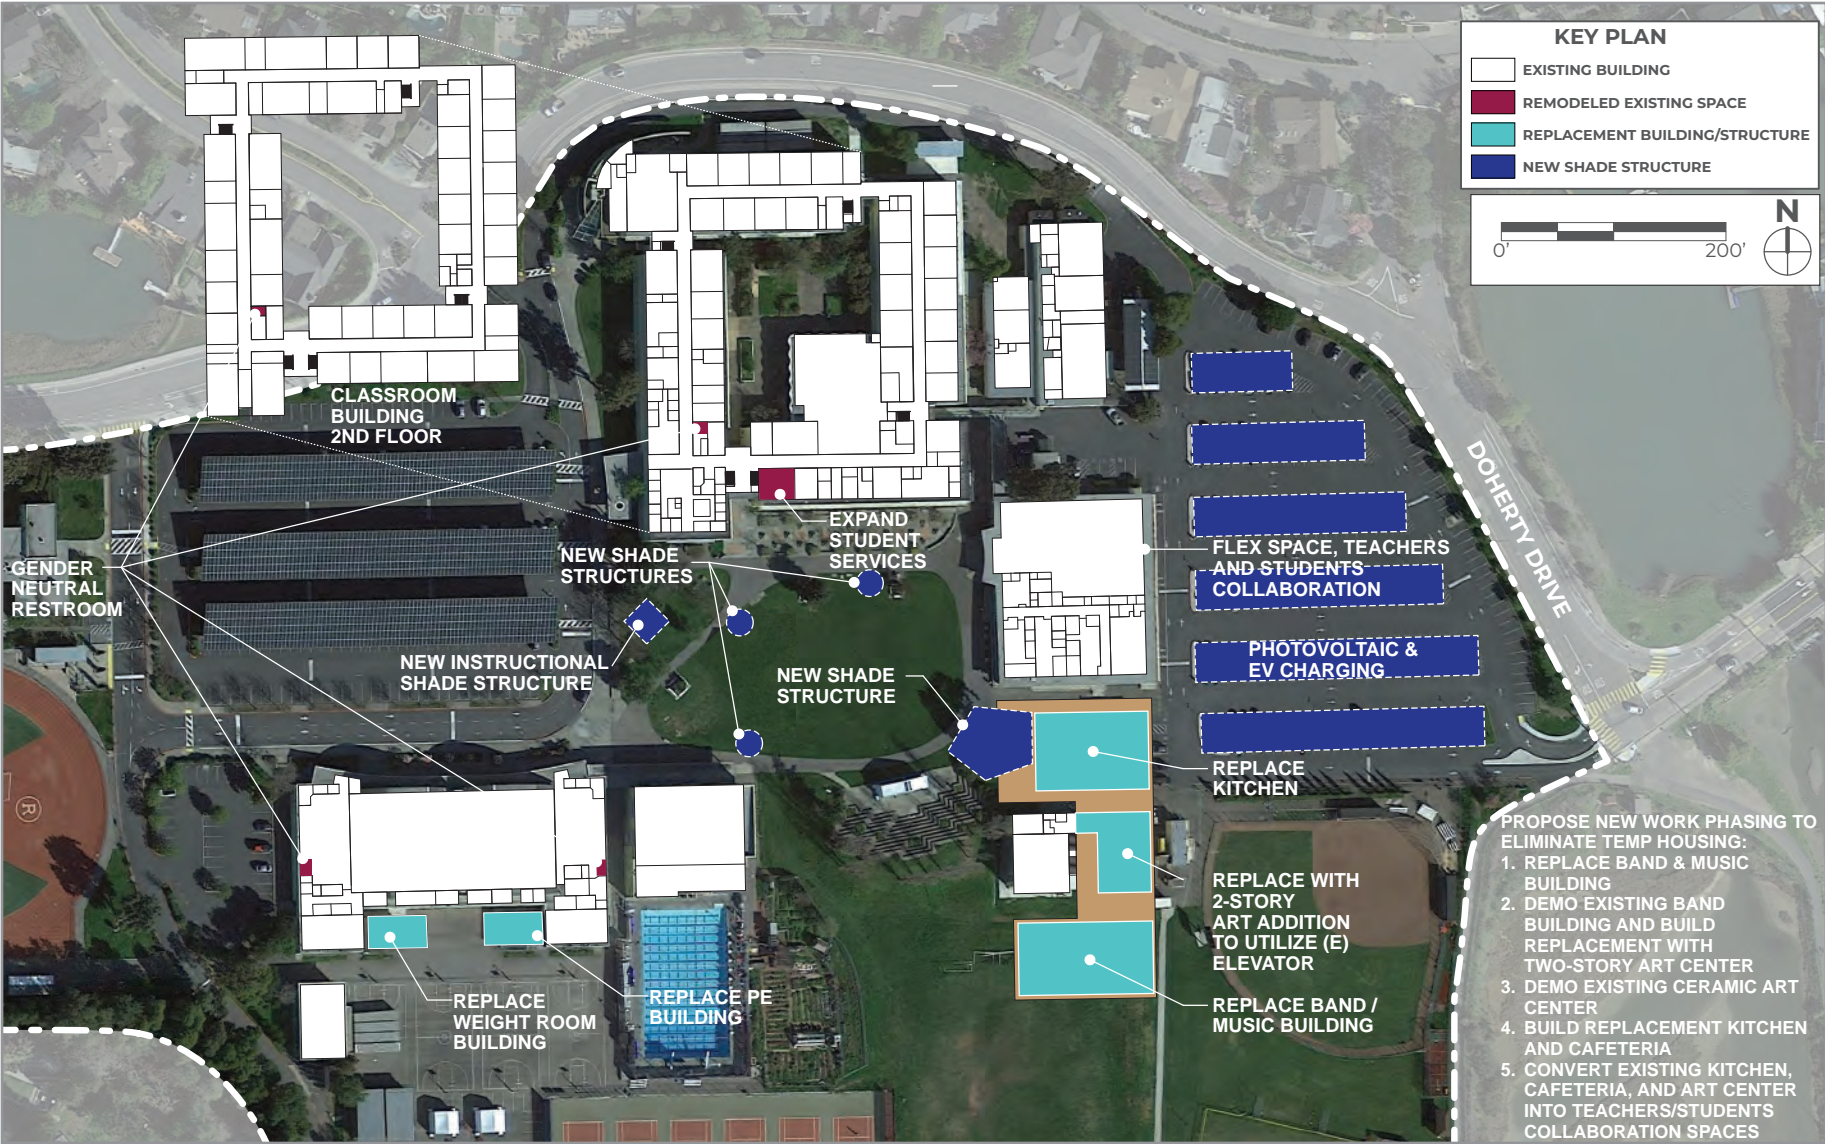 KEY PLAN
EXISTING BUILDING
REMODELED EXISTING SPACE
REPLACEMENT BUILDING/STRUCTURE
NEW SHADE STRUCTURE
N
0'
200'
CLASSROOM
BUILDING
2ND FLOOR
DOHERTY DRIVE
EXPAND
STUDENT
SERVICES
NEW SHADE
STRUCTURES
FLEX SPACE, TEACHERS
AND STUDENTS
COLLABORATION
GENDER
NEUTRAL
RESTROOM
NEW INSTRUCTIONAL
SHADE STRUCTURE
NEW SHADE
STRUCTURE
PHOTOVOLTAIC &
EV CHARGING
REPLACE
KITCHEN
R
REPLACE WITH
2-STORY
ART ADDITION
TO UTILIZE (E)
ELEVATOR
REPLACE
WEIGHT ROOM
BUILDING
REPLACE PE
BUILDING
REPLACE BAND /
MUSIC BUILDING
PROPOSE NEW WORK PHASING TO
ELIMINATE TEMP HOUSING:
1. REPLACE BAND & MUSIC
BUILDING
2. DEMO EXISTING BAND
BUILDING AND BUILD
REPLACEMENT WITH
TWO-STORY ART CENTER
3. DEMO EXISTING CERAMIC ART
CENTER
4. BUILD REPLACEMENT KITCHEN
AND CAFETERIA
5. CONVERT EXISTING KITCHEN,
CAFETERIA, AND ART CENTER
INTO TEACHERS/STUDENTS
COLLABORATION SPACES